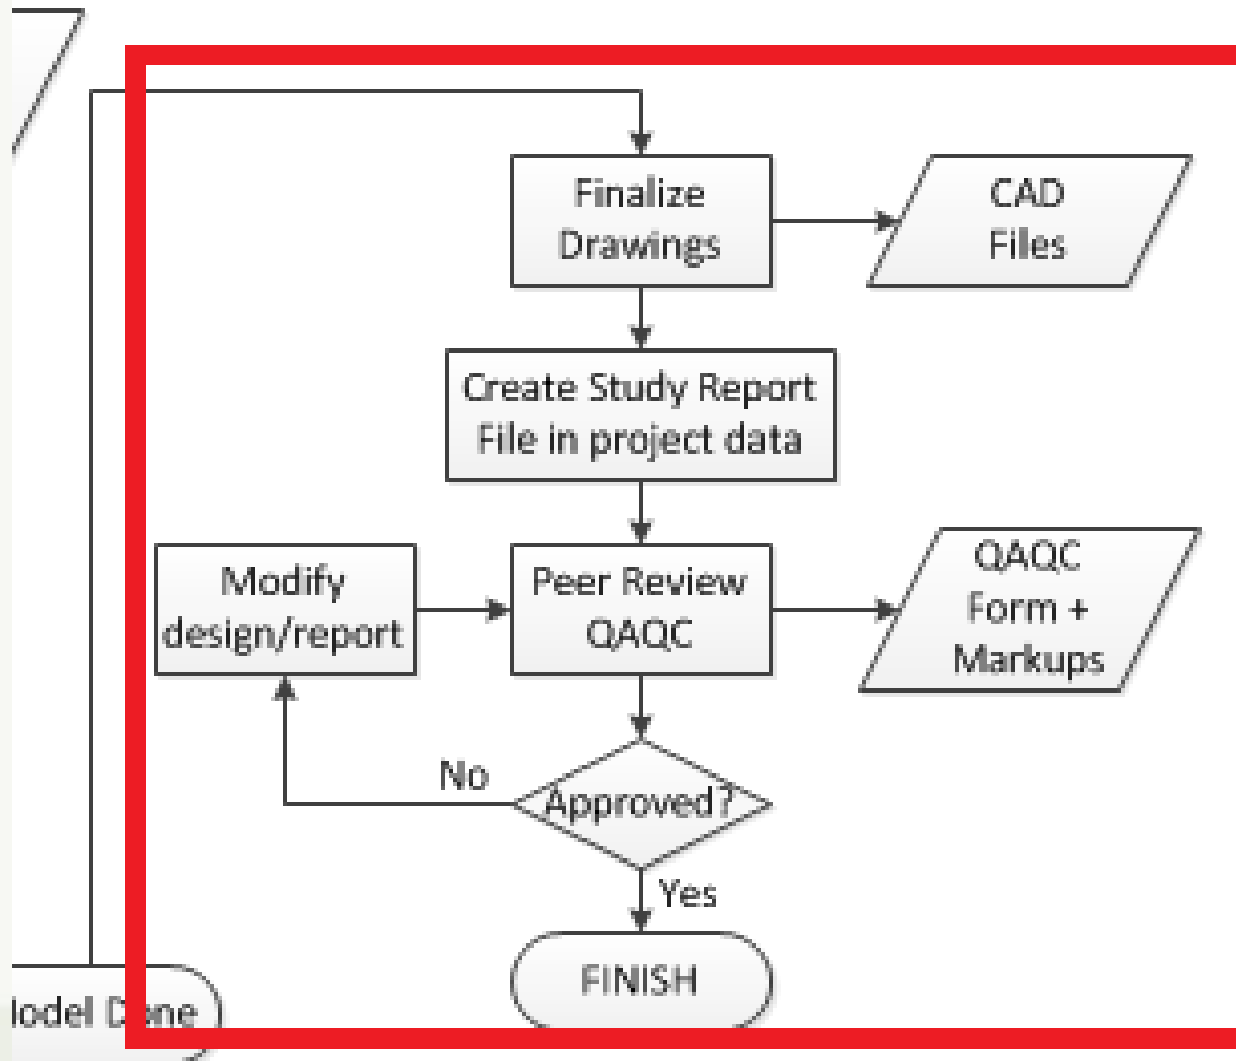 Finalize
Drawings
CAD
Files
Create Study Report
File in project data
Modify
design/report
Peer Review
QAQC
QAQC
Form +
Markups
No
Approved?
Yes
FINISH
Done